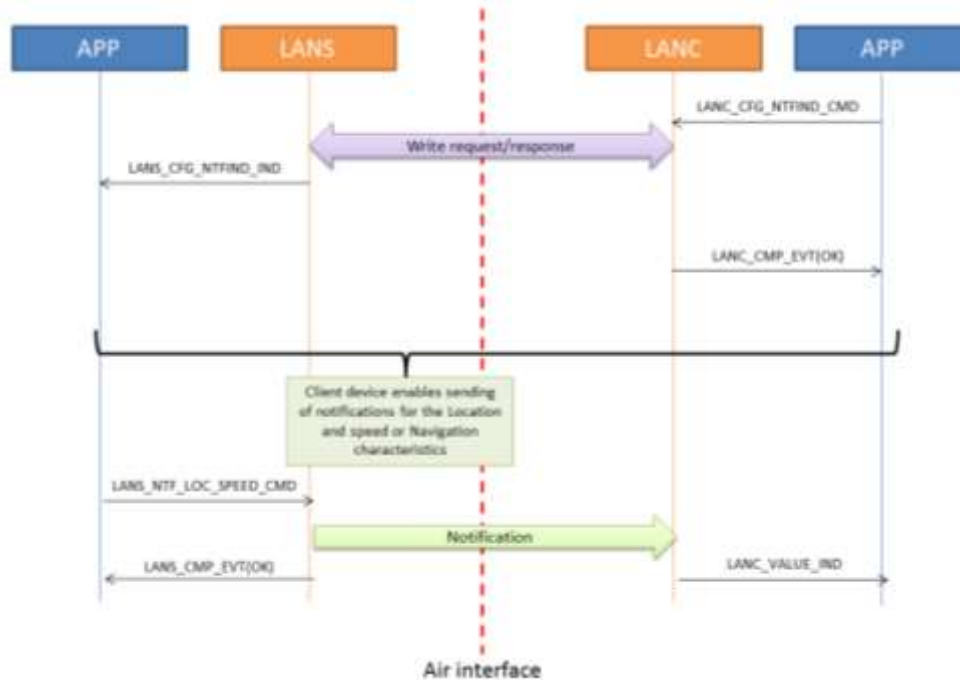 APP
LANS
LANC
APP
LANC_CFG_NTFIND_CMD
Write request/response
LANS_CFG_NTFIND_IND
LANC_CMP_EVT(OK)
Client device enables sending
of notifications for the Location
and speed or Navigation
characteristics
LANS_NTF_LOC_SPEED_CMD
Notification
LANS_CMP_EVT(OK)
LANC_VALUE_IND
Air interface